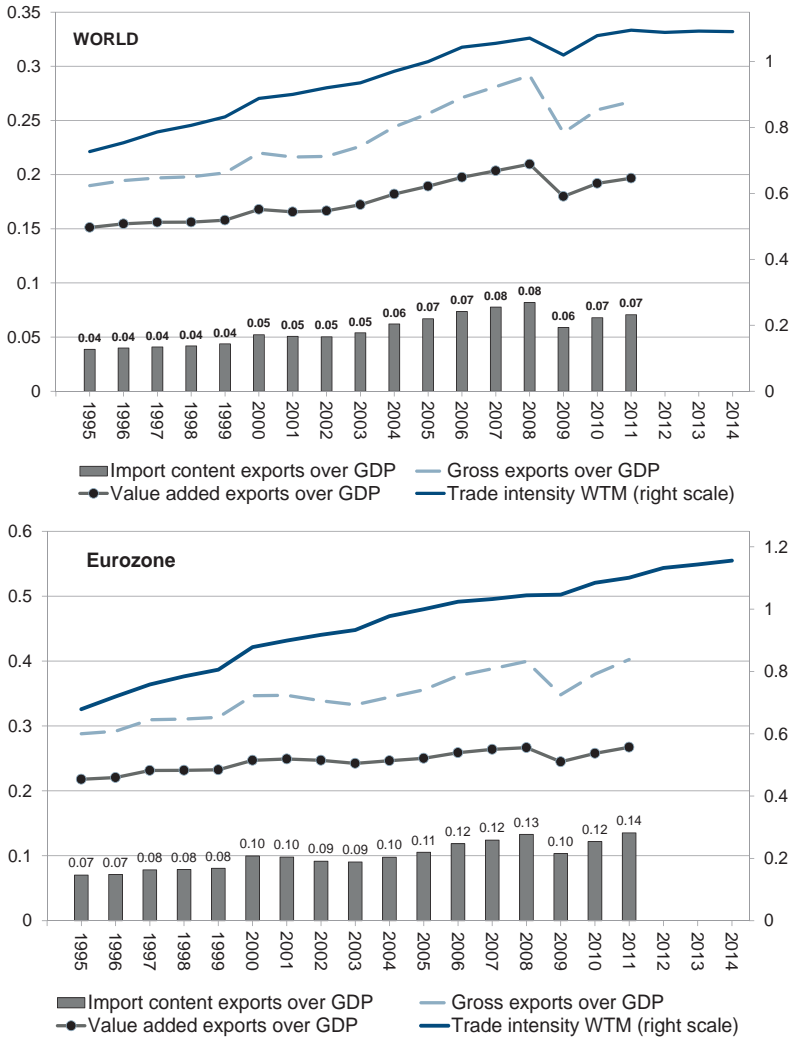 WORLD
0.35
0.3
0.25
0.2
0.15
0.1
0.05
0
1
0.8
0.6
0.4
0.2
0
0.04 0.04 0.04 0.04 0.04 0.05 0.05 0.05 0.05 0.06 0.07 0.07 0.08 0.08 0.06 0.07 0.07
1995 1996 1997 1998 1999 2000 2001 2002 2003 2004 2005 2006 2007 2008 2009 2010 2011 2012 2013 2014
Import content exports over GDP Gross exports over GDP
Value added exports over GDP Trade intensity WTM (right scale)
Eurozone
0.6
0.5
0.4
0.3
0.2
0.1
0
1.2
1
0.8
0.6
0.4
0.2
0
0.07 0.07 0.08 0.08 0.08 0.10 0.10 0.09 0.09 0.10 0.11 0.12 0.12 0.13 0.10 0.12 0.14
1995 1996 1997 1998 1999 2000 2001 2002 2003 2004 2005 2006 2007 2008 2009 2010 2011 2012 2013 2014
Import content exports over GDP Gross exports over GDP
Value added exports over GDP Trade intensity WTM (right scale)